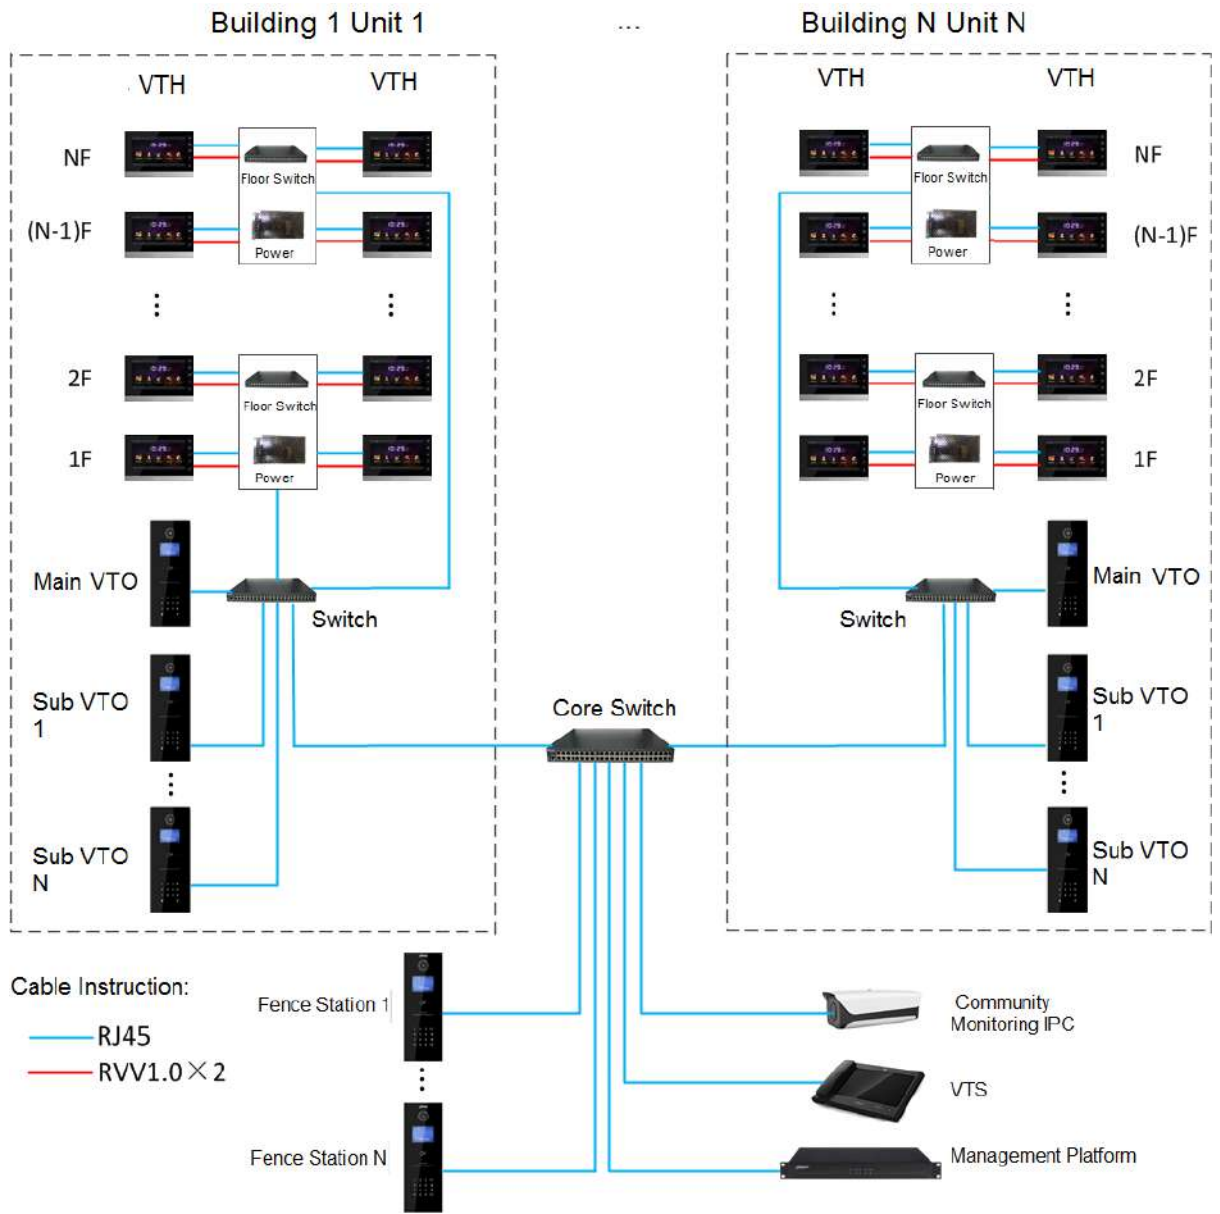 Building 1 Unit 1
...
Building N Unit N
VTH
VTH
VTH
VTH
NF
Floor Switch
Floor Switch
NF
(N-1)F
Power
Power
(N-1)F
2F
Floor Switch
Floor Switch
2F
1F
Power
Power
1F
Main VTO
Switch
Switch
Main VTO
Sub VTO
1
Core Switch
Sub VTO
1
Sub VTO
N
Sub VTO
N
Cable Instruction:
RJ45
RVV1.0×2
Fence Station 1
Fence Station N
Community
Monitoring IPC
VTS
Management Platform